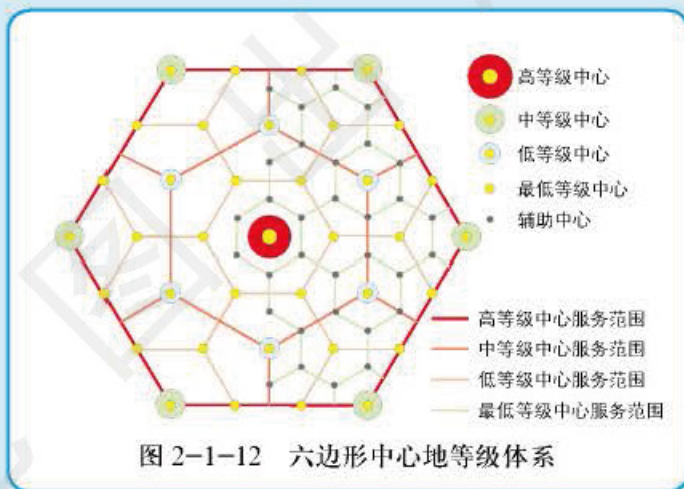 高等级中心
中等级中心
低等级中心
最低等级中心
辅助中心
高等级中心服务范围
中等级中心服务范围
低等级中心服务范围
最低等级中心服务范围
图 2-1-12 六边形中心地等级体系